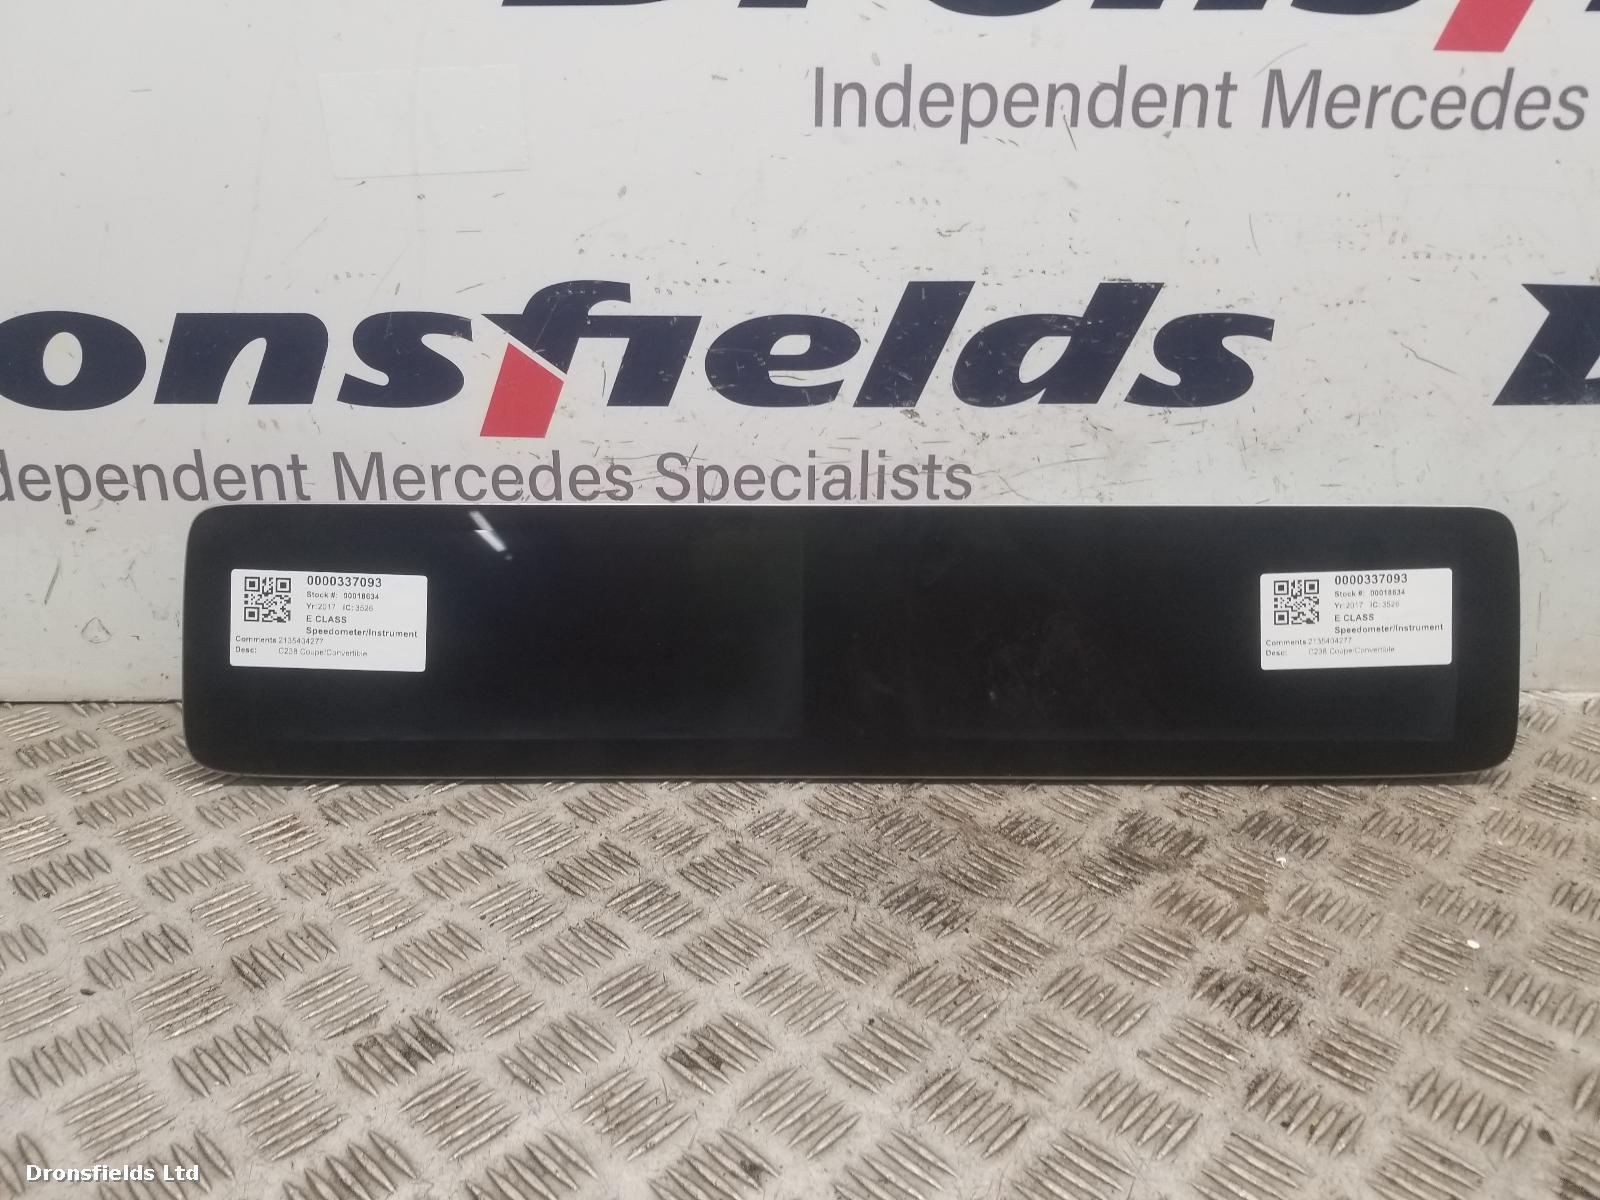 Independent Mercedes
onsfields
dependent Mercedes Specialists
0000337093
Stock #: 00018634
Yr:2017 IC:3526
E CLASS
Speedometer/Instrument
Comments 2135404277
Desc: C238 Coupe/Convertible
0000337093
Stock #: 00018634
Yr:2017 IC:3526
E CLASS
Speedometer/Instrument
Comments 2135404277
Desc: C238 Coupe/Convertible
Dronsfields Ltd